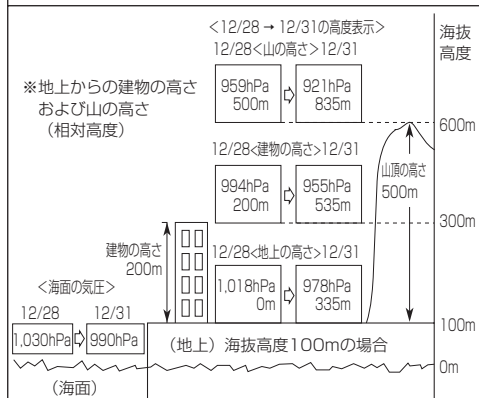 <12/28 → 12/31の高度表示>
12/28<山の高さ>12/31
海抜
高度
※地上からの建物の高さ
および山の高さ
(相対高度)
959hPa
500m
⇨
921hPa
835m
600m
山頂の高さ
500m
12/28<建物の高さ>12/31
994hPa
200m
⇨
955hPa
535m
300m
建物の高さ
200m
12/28<地上の高さ>12/31
1,018hPa
0m
⇨
978hPa
335m
<海面の気圧>
12/28 12/31
1,030hPa⇨990hPa
(地上)海抜高度100mの場合
100m
0m
(海面)